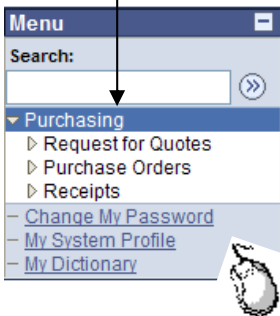 Menu
Search:
Purchasing
Request for Quotes
Purchase Orders
Receipts
Change My Password
My System Profile
My Dictionary